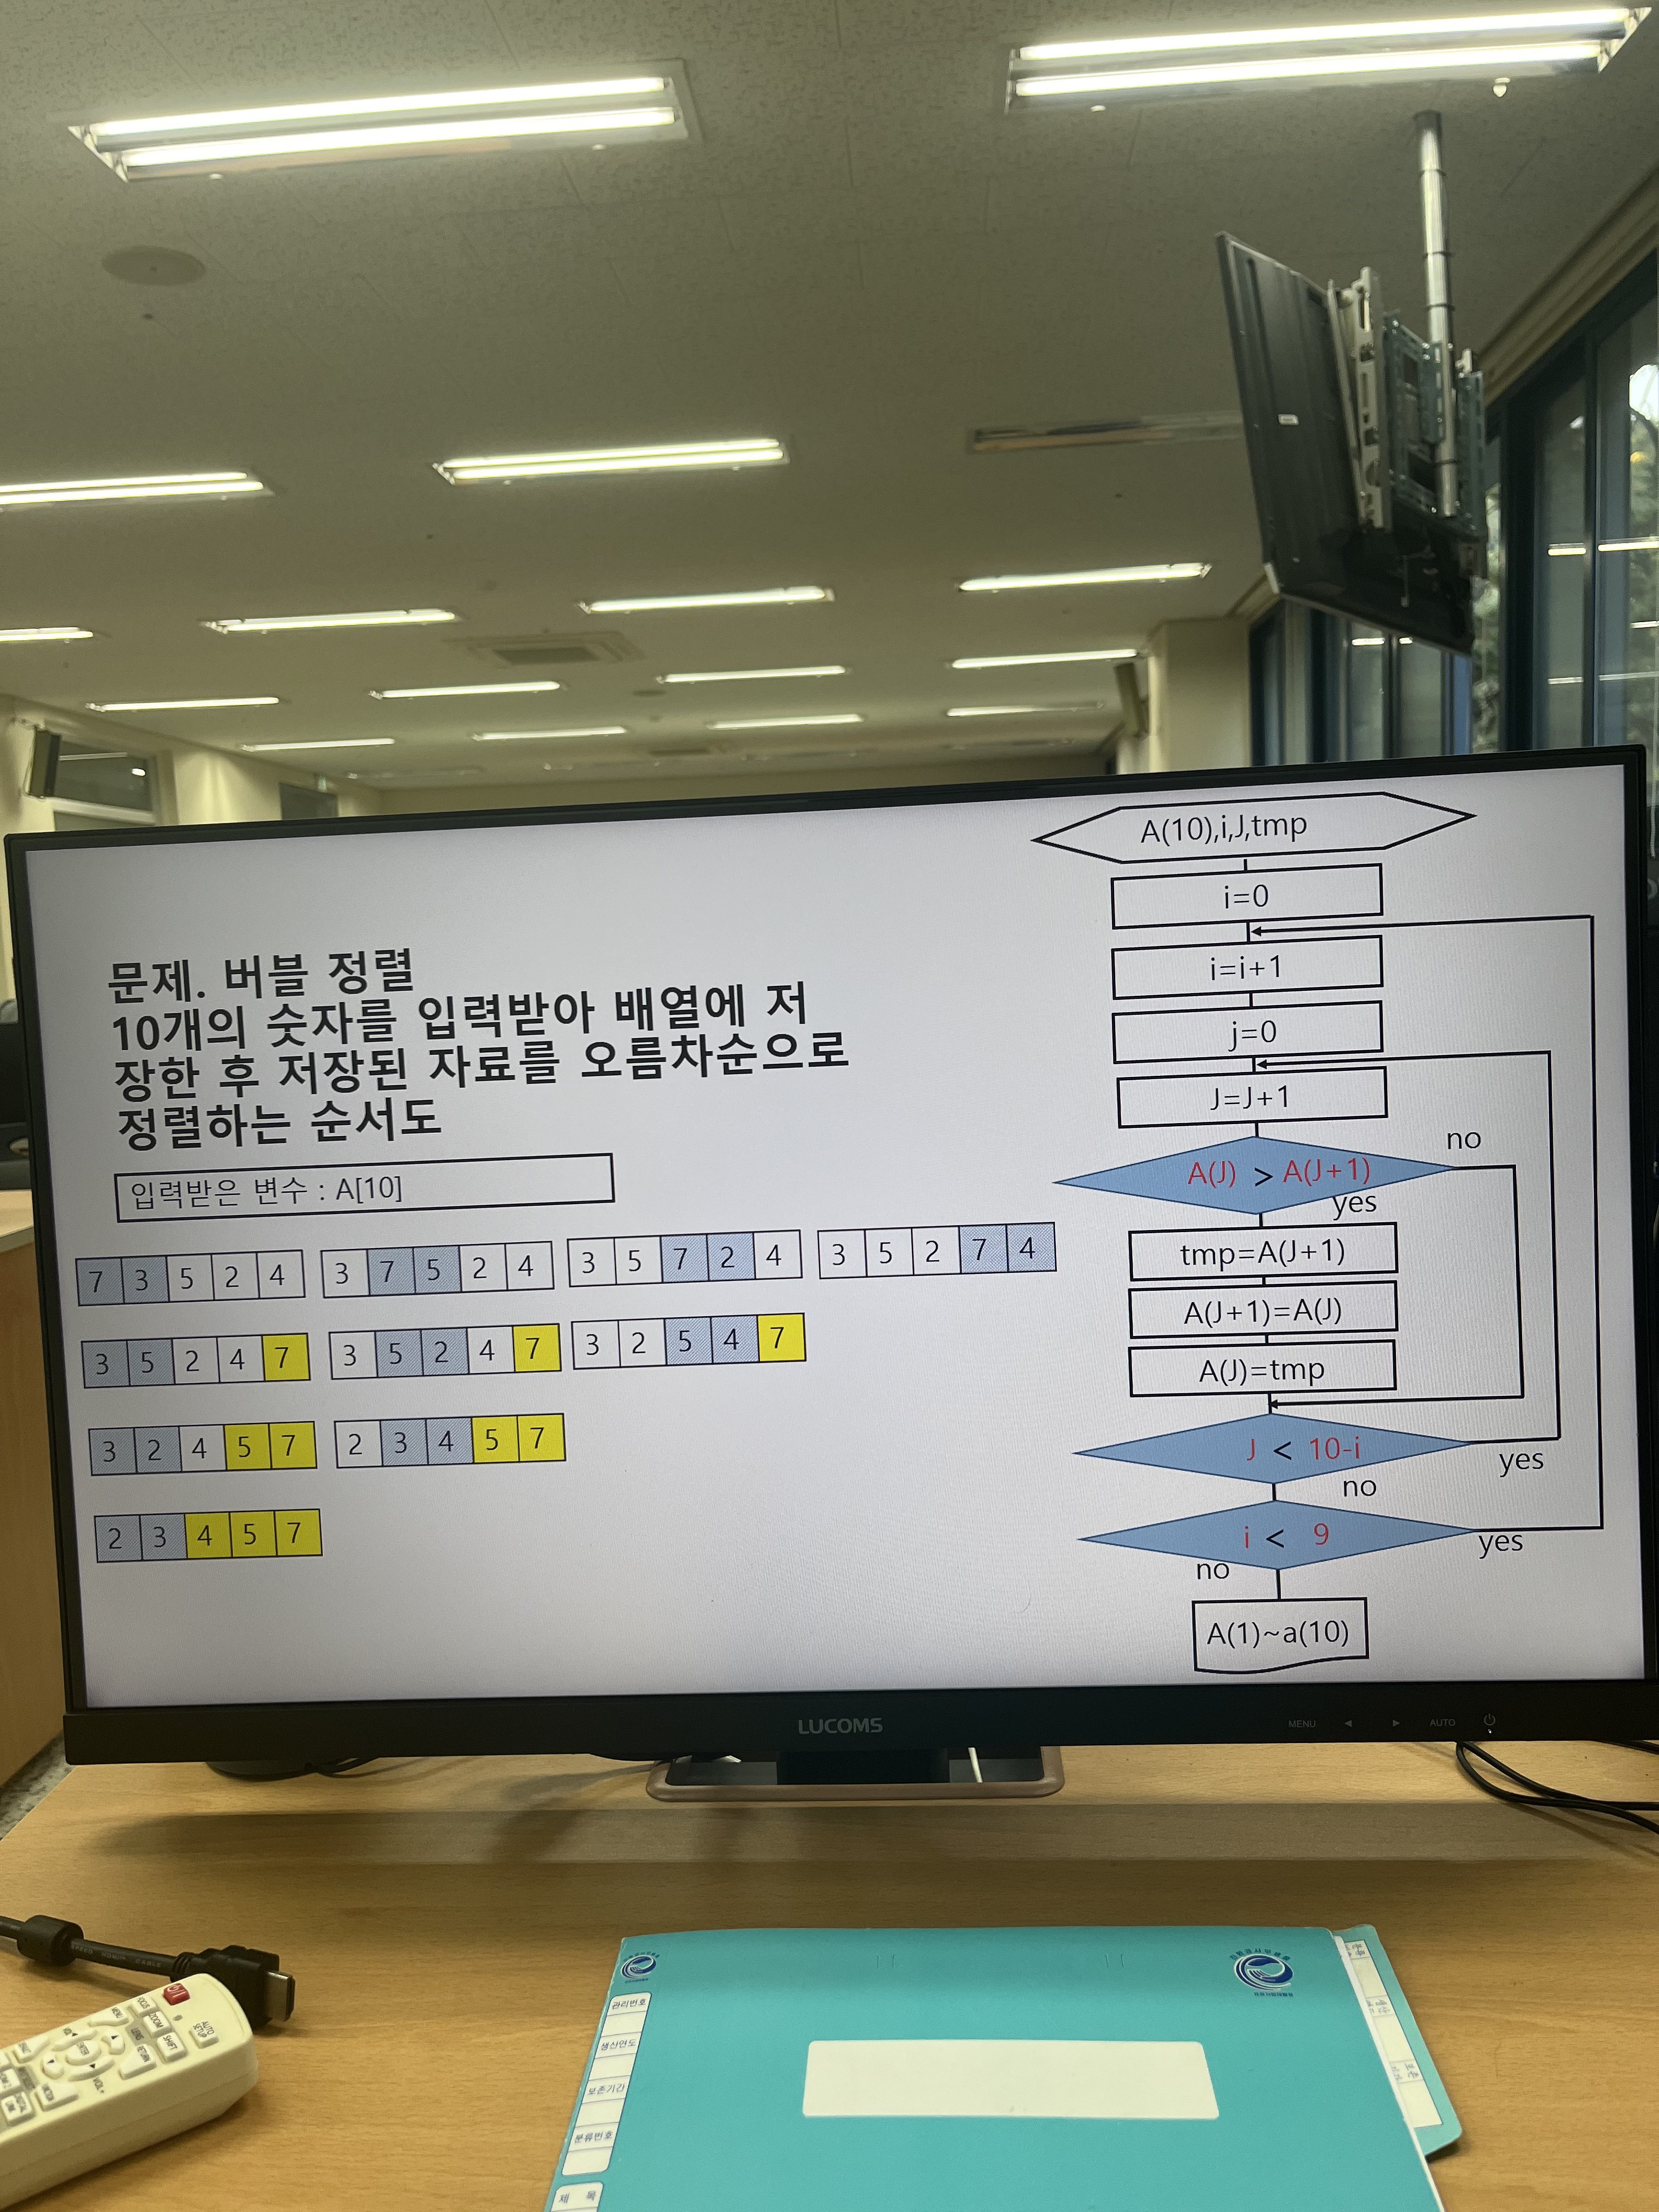 문제. 버블 정렬
10개의 숫자를 입력받아 배열에 저
장한 후 저장된 자료를 오름차순으로
정렬하는 순서도
입력받은 변수 : A[10]
7 3 5 2 4
3 7 5 2 4
3 5 7 2 4
3 5 2 7 4
3 5 2 4 7
3 5 2 4 7
3 2 5 4 7
3 2 4 5 7
2 3 4 5 7
2 3 4 5 7
A(10),i,J,tmp
i=0
i=i+1
j=0
J=J+1
A(J) > A(J+1)
no
yes
tmp=A(J+1)
A(J+1)=A(J)
A(J)=tmp
J < 10-i
yes
no
i < 9
yes
no
A(1)~a(10)
LUCOMS
MENU ◀ ▶ AUTO
관리번호
생산연도
보존기간
분류번호
제 목